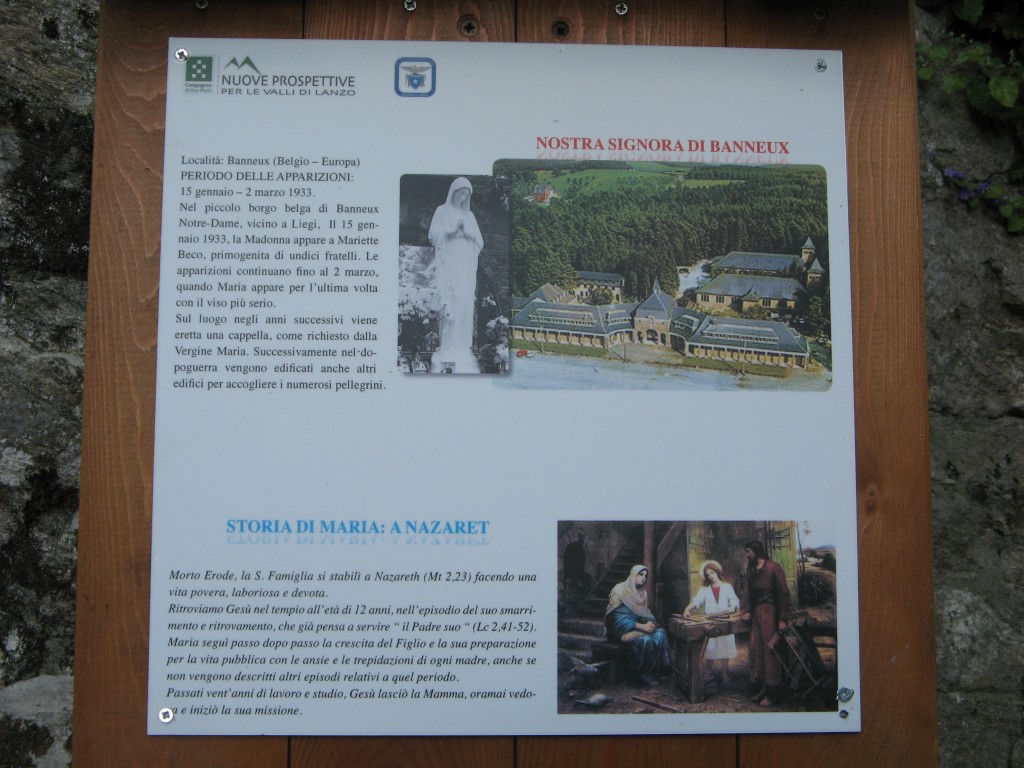 Compagnia
di San Paolo
NUOVE PROSPETTIVE
PER LE VALLI DI LANZO
NOSTRA SIGNORA DI BANNEUX
Località: Banneux (Belgio – Europa)
PERIODO DELLE APPARIZIONI:
15 gennaio – 2 marzo 1933.
Nel piccolo borgo belga di Banneux
Notre-Dame, vicino a Liegi, Il 15 gen-
naio 1933, la Madonna appare a Mariette
Beco, primogenita di undici fratelli. Le
apparizioni continuano fino al 2 marzo,
quando Maria appare per l'ultima volta
con il viso più serio.
Sul luogo negli anni successivi viene
eretta una cappella, come richiesto dalla
Vergine Maria. Successivamente nel do-
poguerra vengono edificati anche altri
edifici per accogliere i numerosi pellegrini.
STORIA DI MARIA: A NAZARET
Morto Erode, la S. Famiglia si stabilì a Nazareth (Mt 2,23) facendo una
vita povera, laboriosa e devota.
Ritroviamo Gesù nel tempio all'età di 12 anni, nell'episodio del suo smarri-
mento e ritrovamento, che già pensa a servire “ il Padre suo “ (Lc 2,41-52).
Maria seguì passo dopo passo la crescita del Figlio e la sua preparazione
per la vita pubblica con le ansie e le trepidazioni di ogni madre, anche se
non vengono descritti altri episodi relativi a quel periodo.
Passati vent'anni di lavoro e studio, Gesù lasciò la Mamma, oramai vedo-
a e iniziò la sua missione.